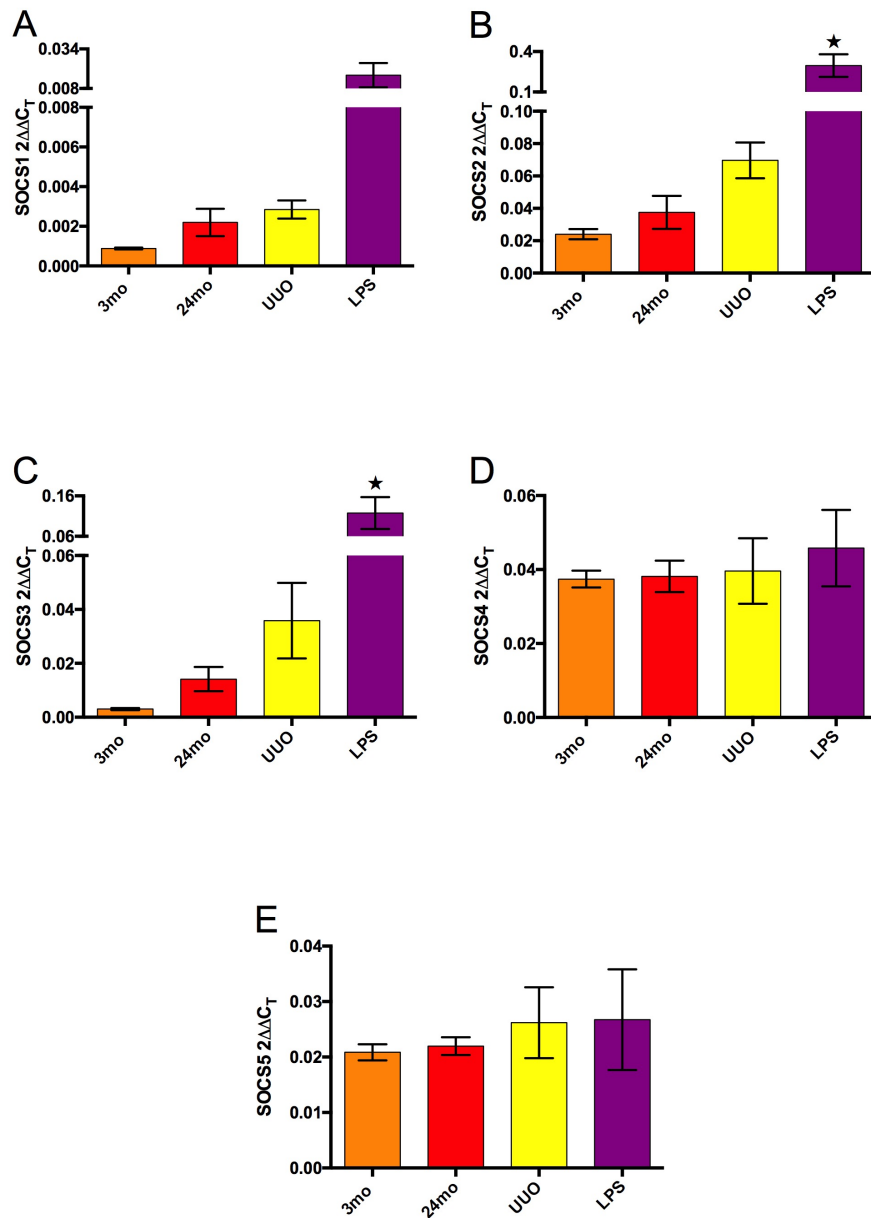 A
SOCS1 2ΔΔCT
0.034
0.008
0.008
0.006
0.004
0.002
0.000
3mo
24mo
UUO
LPS
B
SOCS2 2ΔΔCT
0.4
0.1
0.10
0.08
0.06
0.04
0.02
0.00
3mo
24mo
UUO
LPS
★
C
SOCS3 2ΔΔCT
0.16
0.06
0.06
0.04
0.02
0.00
3mo
24mo
UUO
LPS
★
D
SOCS4 2ΔΔCT
0.06
0.04
0.02
0.00
3mo
24mo
UUO
LPS
E
SOCS5 2ΔΔCT
0.04
0.03
0.02
0.01
0.00
3mo
24mo
UUO
LPS